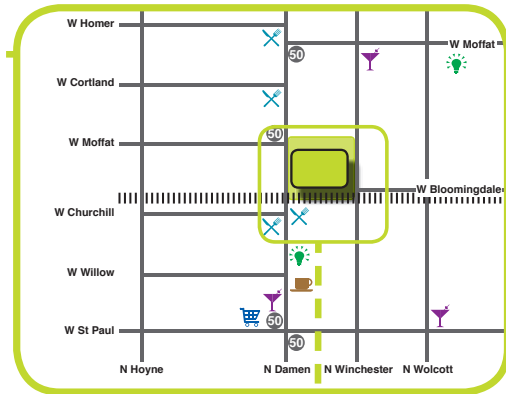 W Homer
W Moffat
50
W Cortland
50
W Moffat
W Bloomingdale
W Churchill
W Willow
50
W St Paul
50
N Hoyne
N Damen
N Winchester
N Wolcott